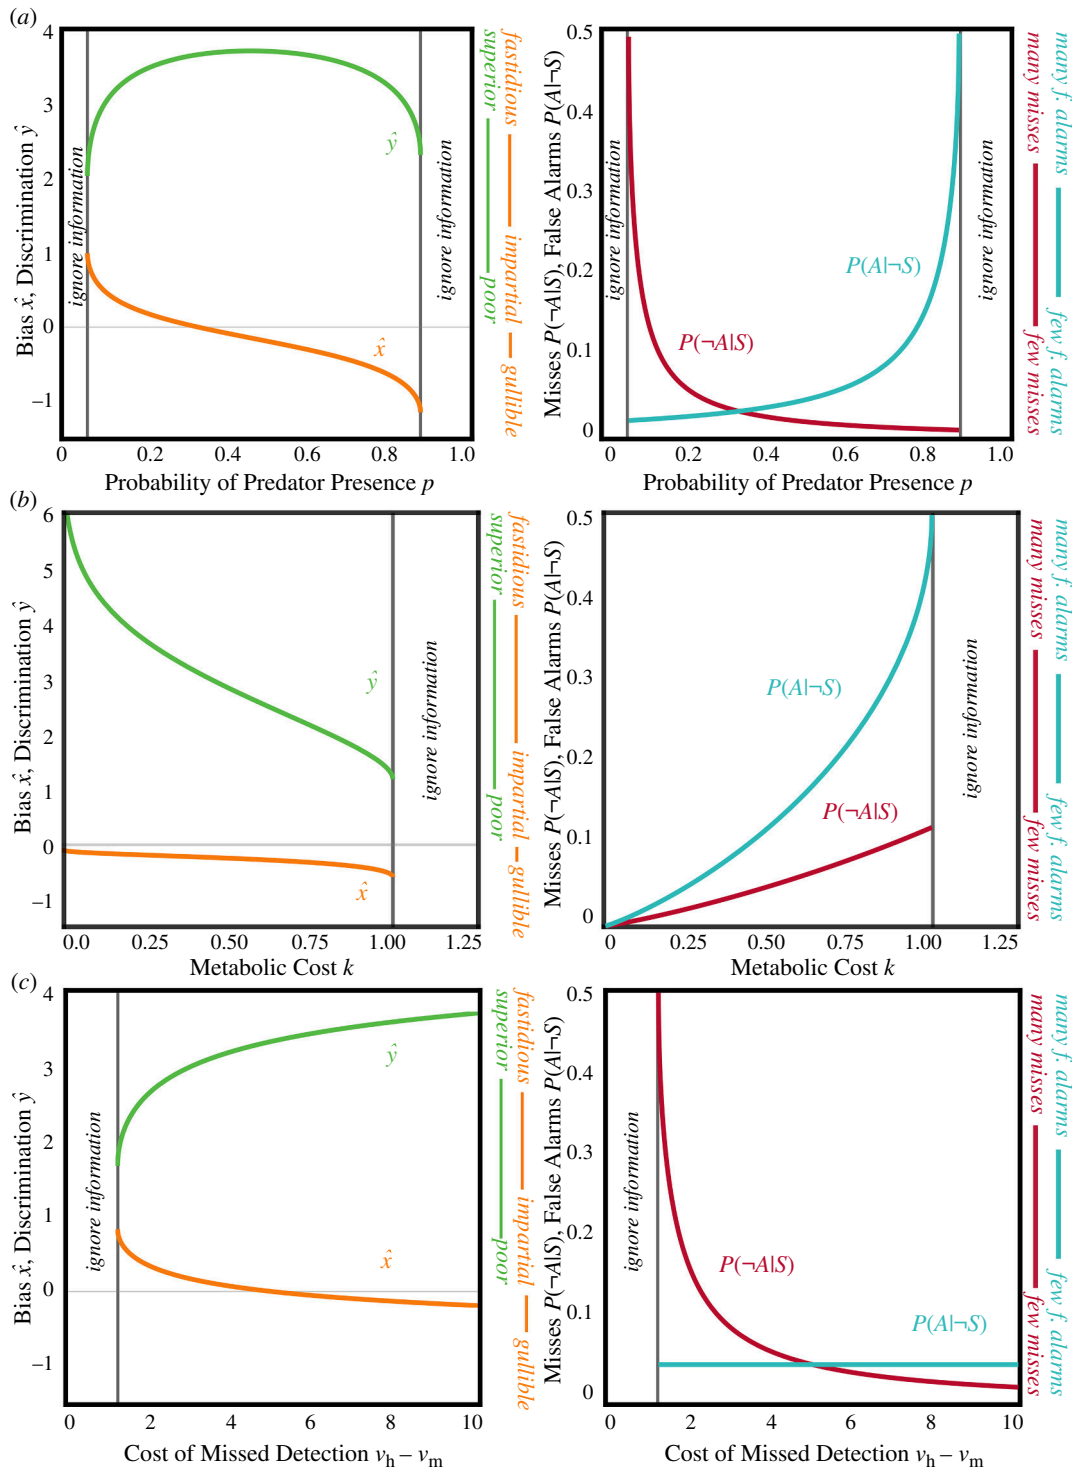 (a)
4
3
2
1
0
–1
Bias x̂, Discrimination ŷ
ignore information
ŷ
x̂
ignore information
0
0.2
0.4
0.6
0.8
1.0
Probability of Predator Presence p
superior poor
fastidious impartial gullible
0.5
0.4
0.3
0.2
0.1
0
Misses P(¬A|S), False Alarms P(A|¬S)
ignore information
P(A|¬S)
P(¬A|S)
ignore information
0
0.2
0.4
0.6
0.8
1.0
Probability of Predator Presence p
many misses few misses
many f. alarms few f. alarms
(b)
6
5
4
3
2
1
0
–1
Bias x̂, Discrimination ŷ
ŷ
x̂
ignore information
0.0
0.25
0.50
0.75
1.00
1.25
Metabolic Cost k
superior poor
fastidious impartial gullible
0.5
0.4
0.3
0.2
0.1
0
Misses P(¬A|S), False Alarms P(A|¬S)
P(A|¬S)
P(¬A|S)
ignore information
0
0.25
0.50
0.75
1.00
1.25
Metabolic Cost k
many misses few misses
many f. alarms few f. alarms
(c)
4
3
2
1
0
–1
Bias x̂, Discrimination ŷ
ignore information
ŷ
x̂
0
2
4
6
8
10
Cost of Missed Detection vh – vm
superior poor
fastidious impartial gullible
0.5
0.4
0.3
0.2
0.1
0
Misses P(¬A|S), False Alarms P(A|¬S)
ignore information
P(¬A|S)
P(A|¬S)
0
2
4
6
8
10
Cost of Missed Detection vh – vm
many misses few misses
many f. alarms few f. alarms